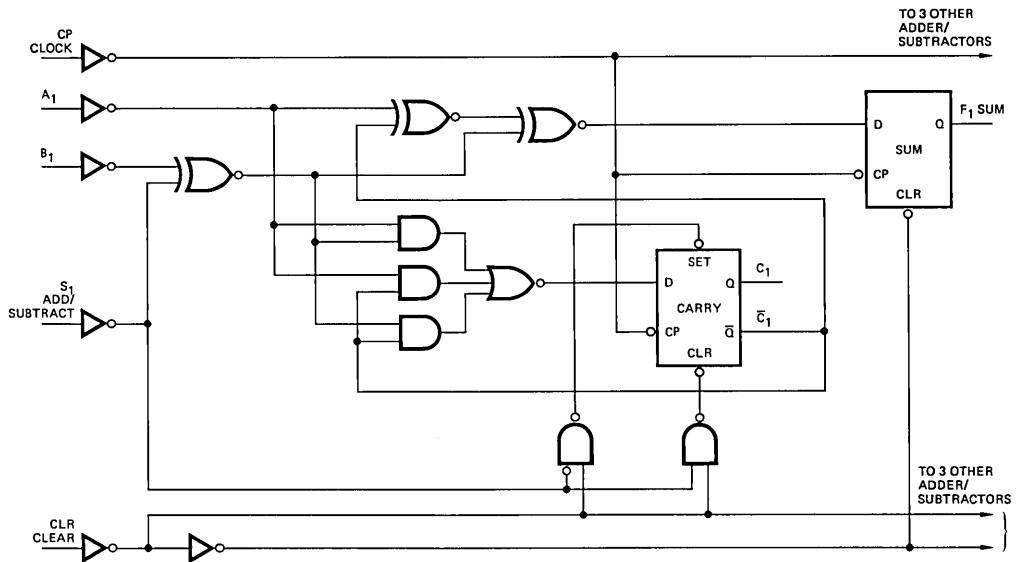 CP
CLOCK
TO 3 OTHER
ADDER/
SUBTRACTORS
A1
B1
D
Q
F1 SUM
SUM
CP
CLR
S1
ADD/
SUBTRACT
SET
D
Q
C1
CARRY
CP
Q̅
C̅1
CLR
TO 3 OTHER
ADDER/
SUBTRACTORS
CLR
CLEAR